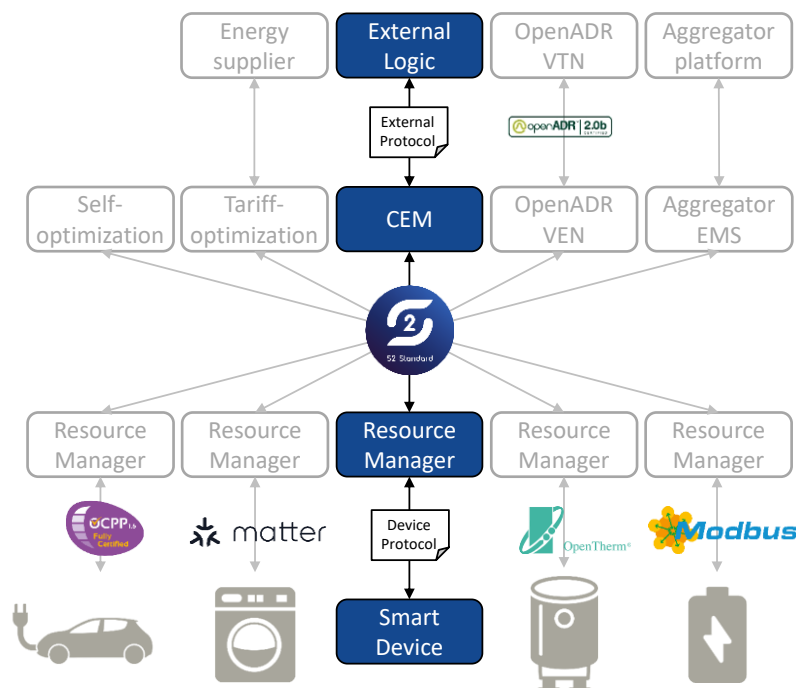 Energy
supplier
External
Logic
OpenADR
VTN
Aggregator
platform
External
Protocol
openADR 2.0b
Self-
optimization
Tariff-
optimization
CEM
OpenADR
VEN
Aggregator
EMS
2
S2 Standard
Resource
Manager
Resource
Manager
Resource
Manager
Resource
Manager
Resource
Manager
OCPP 1.6
Fully
Certified
matter
Device
Protocol
OpenTherm®
Modbus
Smart
Device